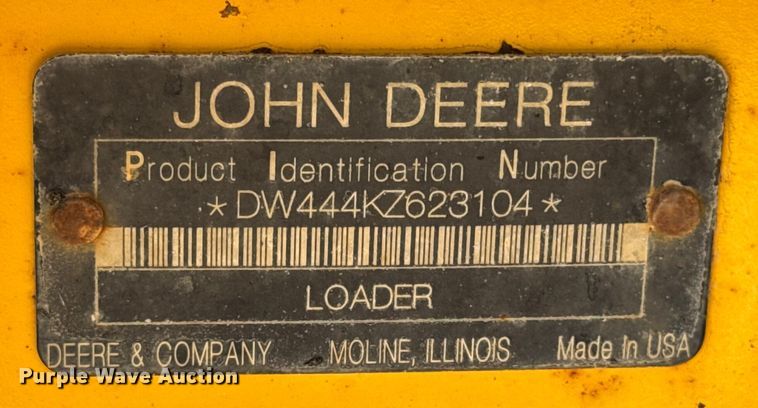 JOHN DEERE
Product Identification Number
*DW444KZ623104*
LOADER
DEERE & COMPANY MOLINE, ILLINOIS Made In USA
Purple Wave Auction